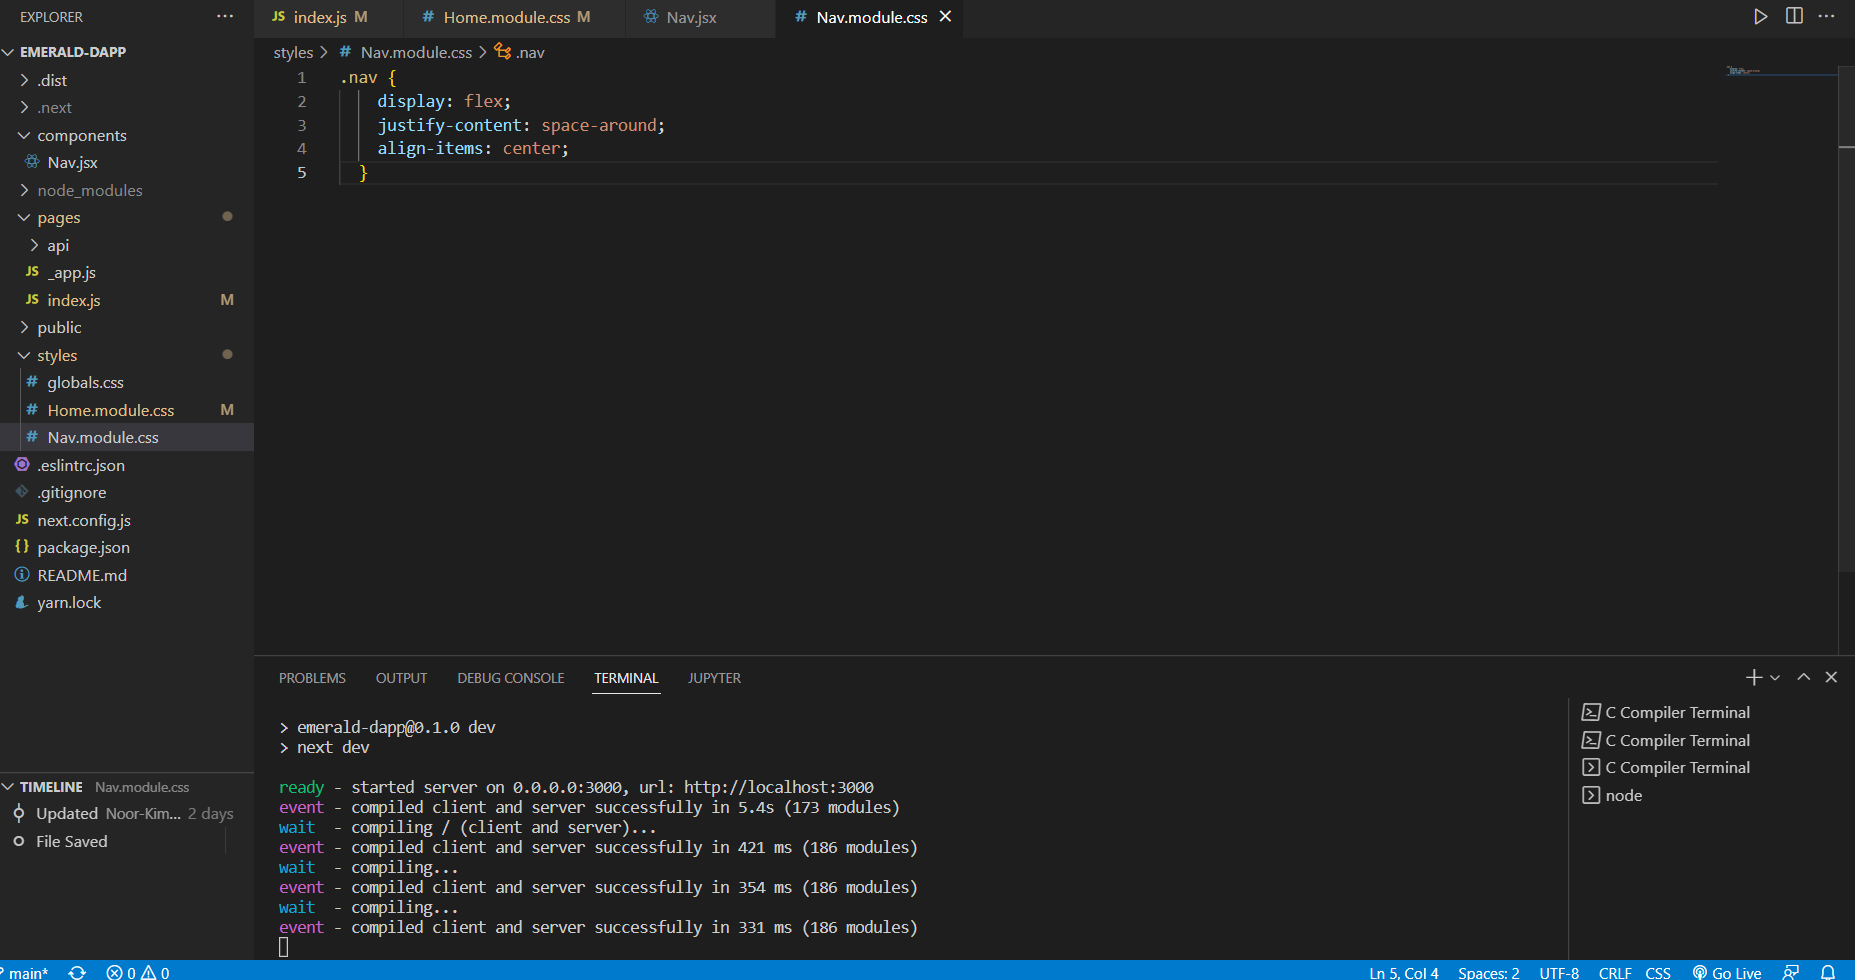 EXPLORER
EMERALD-DAPP
.dist
.next
components
Nav.jsx
node_modules
pages
api
_app.js
index.js M
public
styles
globals.css
Home.module.css M
Nav.module.css
.eslintrc.json
.gitignore
next.config.js
package.json
README.md
yarn.lock
TIMELINE Nav.module.css
Updated Noor-Kim... 2 days
File Saved
JS index.js M
# Home.module.css M
Nav.jsx
# Nav.module.css
styles > # Nav.module.css > .nav
1 .nav {
2 display: flex;
3 justify-content: space-around;
4 align-items: center;
5 }
PROBLEMS OUTPUT DEBUG CONSOLE TERMINAL JUPYTER
> emerald-dapp@0.1.0 dev
> next dev
ready - started server on 0.0.0.0:3000, url: http://localhost:3000
event - compiled client and server successfully in 5.4s (173 modules)
wait - compiling / (client and server)...
event - compiled client and server successfully in 421 ms (186 modules)
wait - compiling...
event - compiled client and server successfully in 354 ms (186 modules)
wait - compiling...
event - compiled client and server successfully in 331 ms (186 modules)
C Compiler Terminal
C Compiler Terminal
C Compiler Terminal
node
main* 0 0 Ln 5, Col 4 Spaces: 2 UTF-8 CRLF CSS Go Live